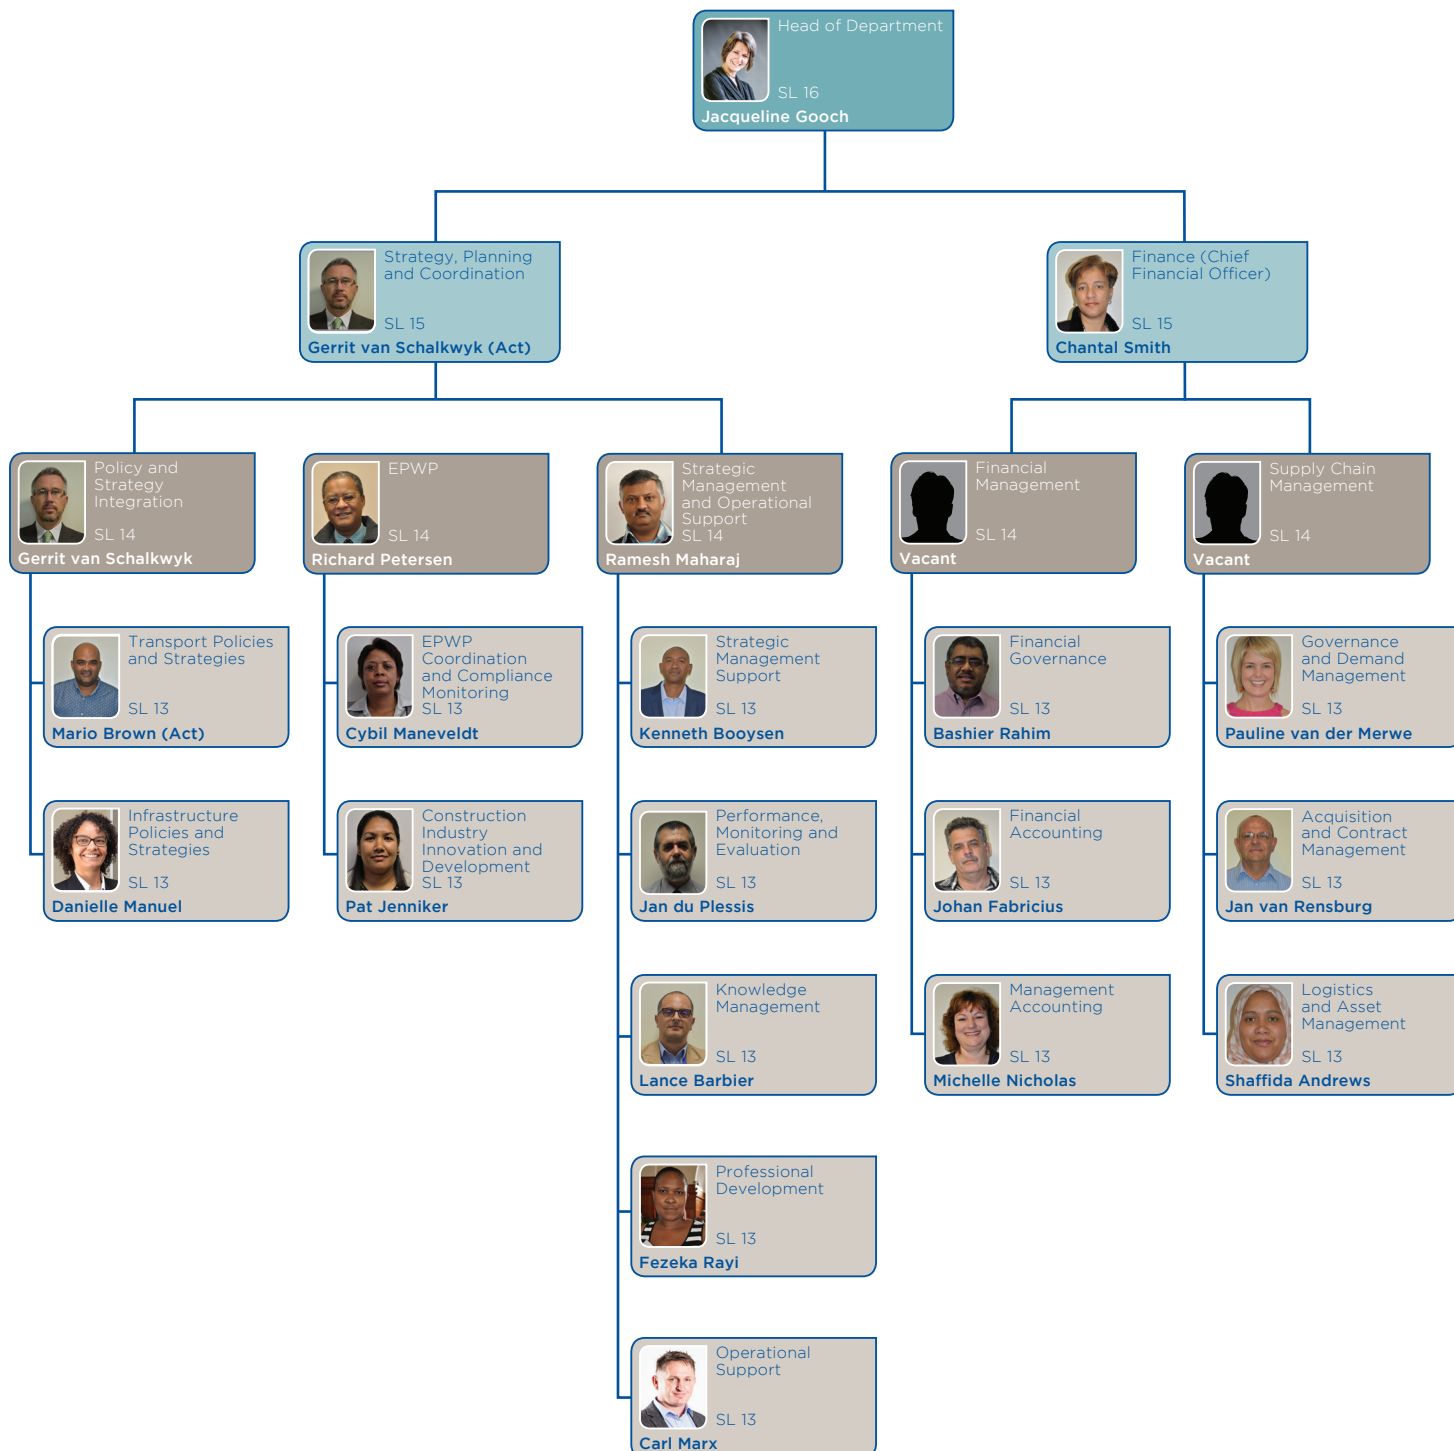 Head of Department
SL 16
Jacqueline Gooch
Strategy, Planning
and Coordination
SL 15
Gerrit van Schalkwyk (Act)
Finance (Chief
Financial Officer)
SL 15
Chantal Smith
Policy and
Strategy
Integration
SL 14
Gerrit van Schalkwyk
EPWP
SL 14
Richard Petersen
Strategic
Management
and Operational
Support
SL 14
Ramesh Maharaj
Financial
Management
SL 14
Vacant
Supply Chain
Management
SL 14
Vacant
Transport Policies
and Strategies
SL 13
Mario Brown (Act)
EPWP
Coordination
and Compliance
Monitoring
SL 13
Cybil Maneveldt
Strategic
Management
Support
SL 13
Kenneth Booysen
Financial
Governance
SL 13
Bashier Rahim
Governance
and Demand
Management
SL 13
Pauline van der Merwe
Infrastructure
Policies and
Strategies
SL 13
Danielle Manuel
Construction
Industry
Innovation and
Development
SL 13
Pat Jenniker
Performance,
Monitoring and
Evaluation
SL 13
Jan du Plessis
Financial
Accounting
SL 13
Johan Fabricius
Acquisition
and Contract
Management
SL 13
Jan van Rensburg
Knowledge
Management
SL 13
Lance Barbier
Management
Accounting
SL 13
Michelle Nicholas
Logistics
and Asset
Management
SL 13
Shaffida Andrews
Professional
Development
SL 13
Fezeka Rayi
Operational
Support
SL 13
Carl Marx